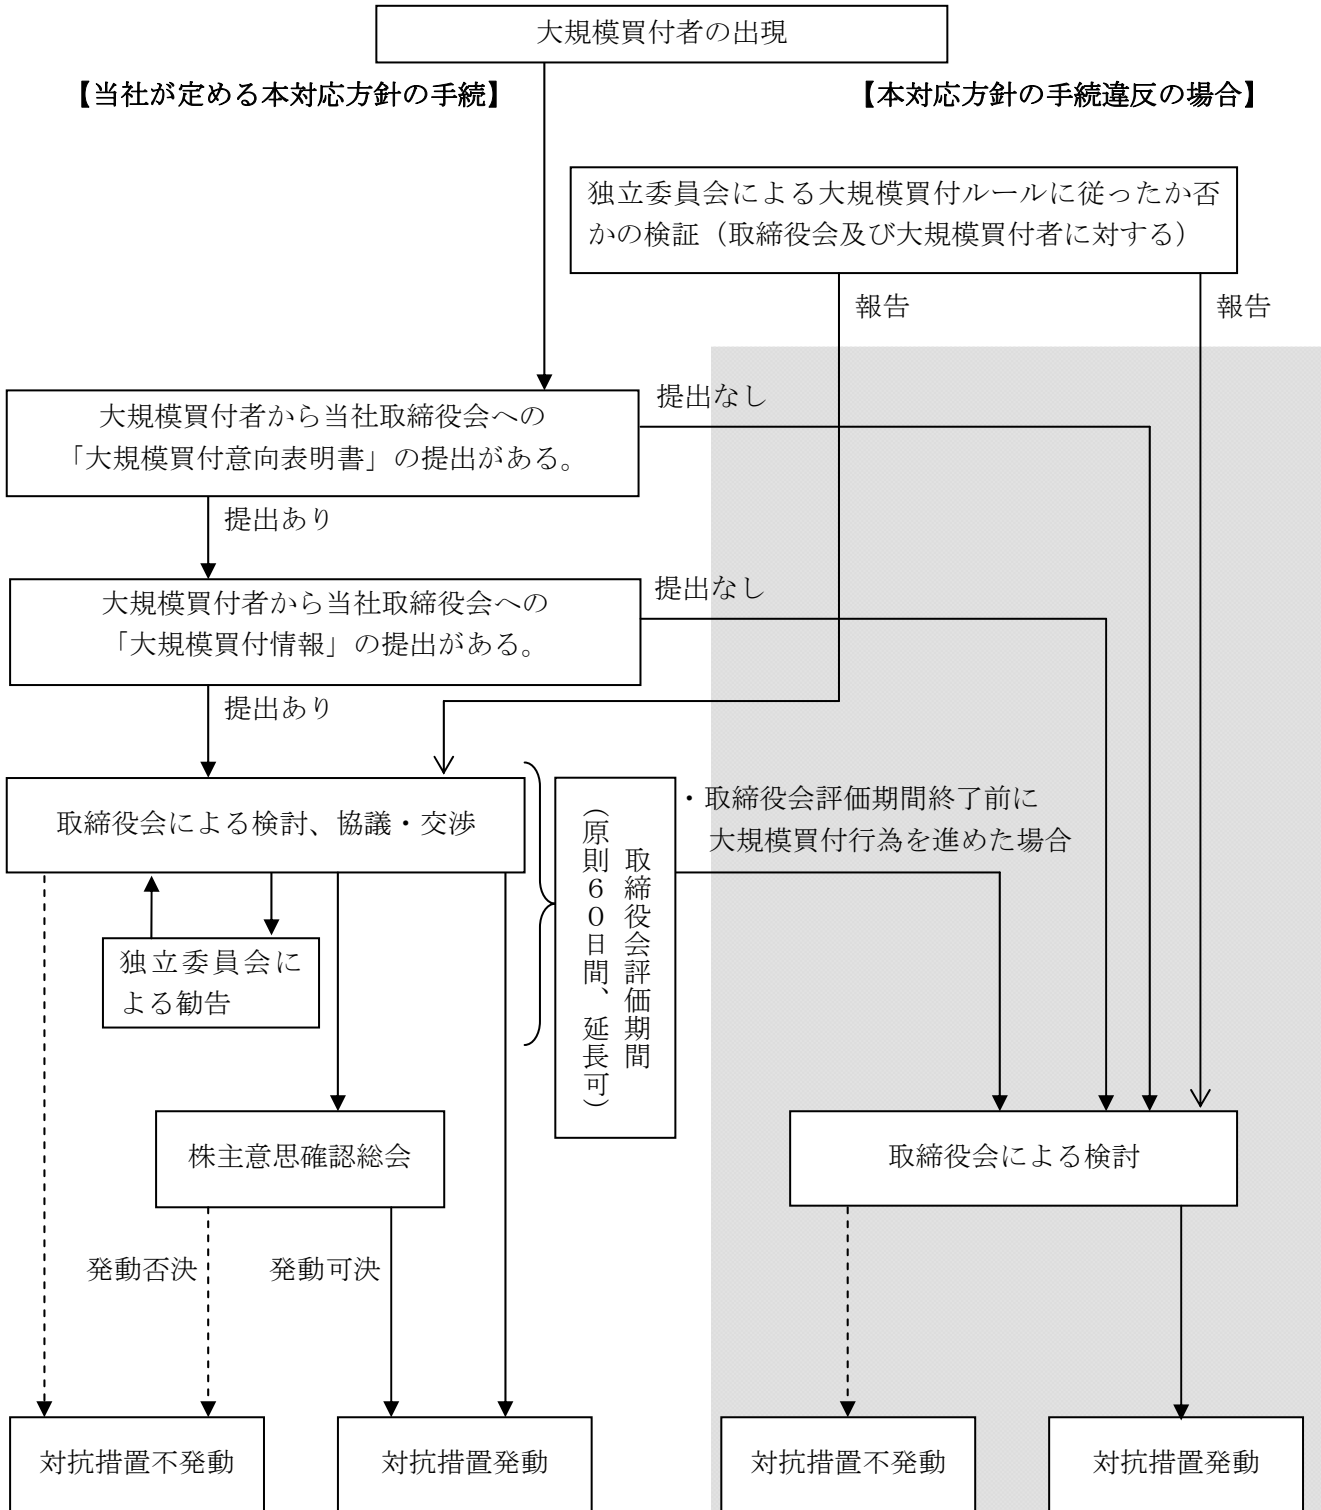 大規模買付者の出現
【当社が定める本対応方針の手続】
【本対応方針の手続違反の場合】
独立委員会による大規模買付ルールに従ったか否
かの検証（取締役会及び大規模買付者に対する）
報告
報告
大規模買付者から当社取締役会への
「大規模買付意向表明書」の提出がある。
提出なし
提出あり
大規模買付者から当社取締役会への
「大規模買付情報」の提出がある。
提出なし
提出あり
取締役会による検討、協議・交渉
取締役会評価期間
（原則６０日間、延長可）
・取締役会評価期間終了前に
大規模買付行為を進めた場合
独立委員会に
よる勧告
株主意思確認総会
取締役会による検討
発動否決
発動可決
対抗措置不発動
対抗措置発動
対抗措置不発動
対抗措置発動